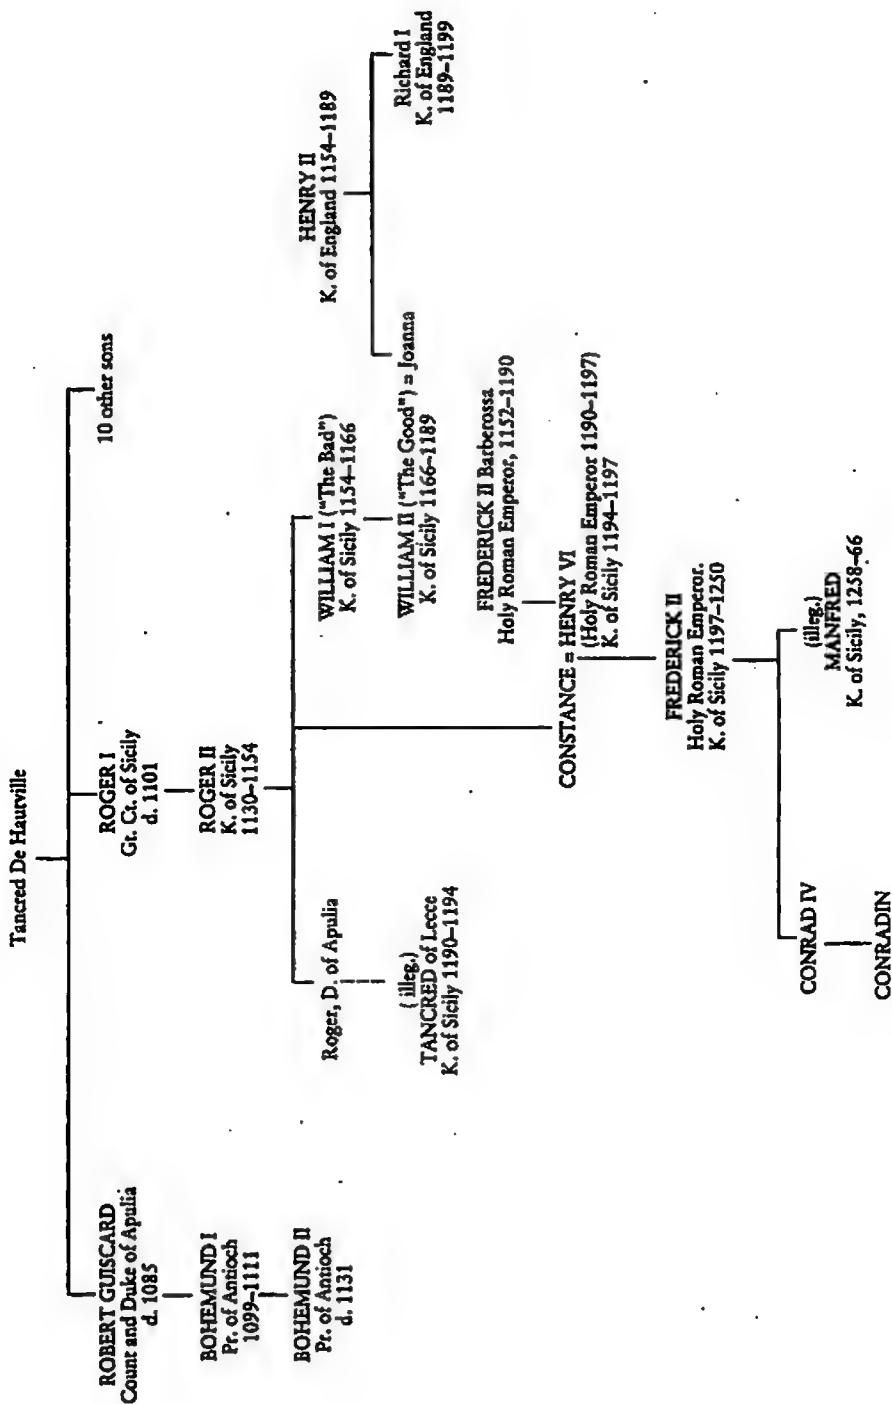 Tancred De Hautville
ROBERT GUISCARD
Count and Duke of Apulia
d. 1085
ROGER I
Gt. Ct. of Sicily
d. 1101
10 other sons
BOHEMUND I
Pr. of Antioch
1099–1111
ROGER II
K. of Sicily
1130–1154
BOHEMUND II
Pr. of Antioch
d. 1131
HENRY II
K. of England 1154–1189
Roger, D. of Apulia
WILLIAM I ("The Bad")
K. of Sicily 1154–1166
( illeg.)
TANCRED of Lecce
K. of Sicily 1190–1194
WILLIAM II ("The Good") = Joanna
K. of Sicily 1166–1189
Richard I
K. of England
1189–1199
FREDERICK II Barberossa
Holy Roman Emperor, 1152–1190
CONSTANCE = HENRY VI
(Holy Roman Emperor 1190–1197)
K. of Sicily 1194–1197
FREDERICK II
Holy Roman Emperor.
K. of Sicily 1197–1250
CONRAD IV
(illeg.)
MANFRED
K. of Sicily, 1258–66
CONRADIN